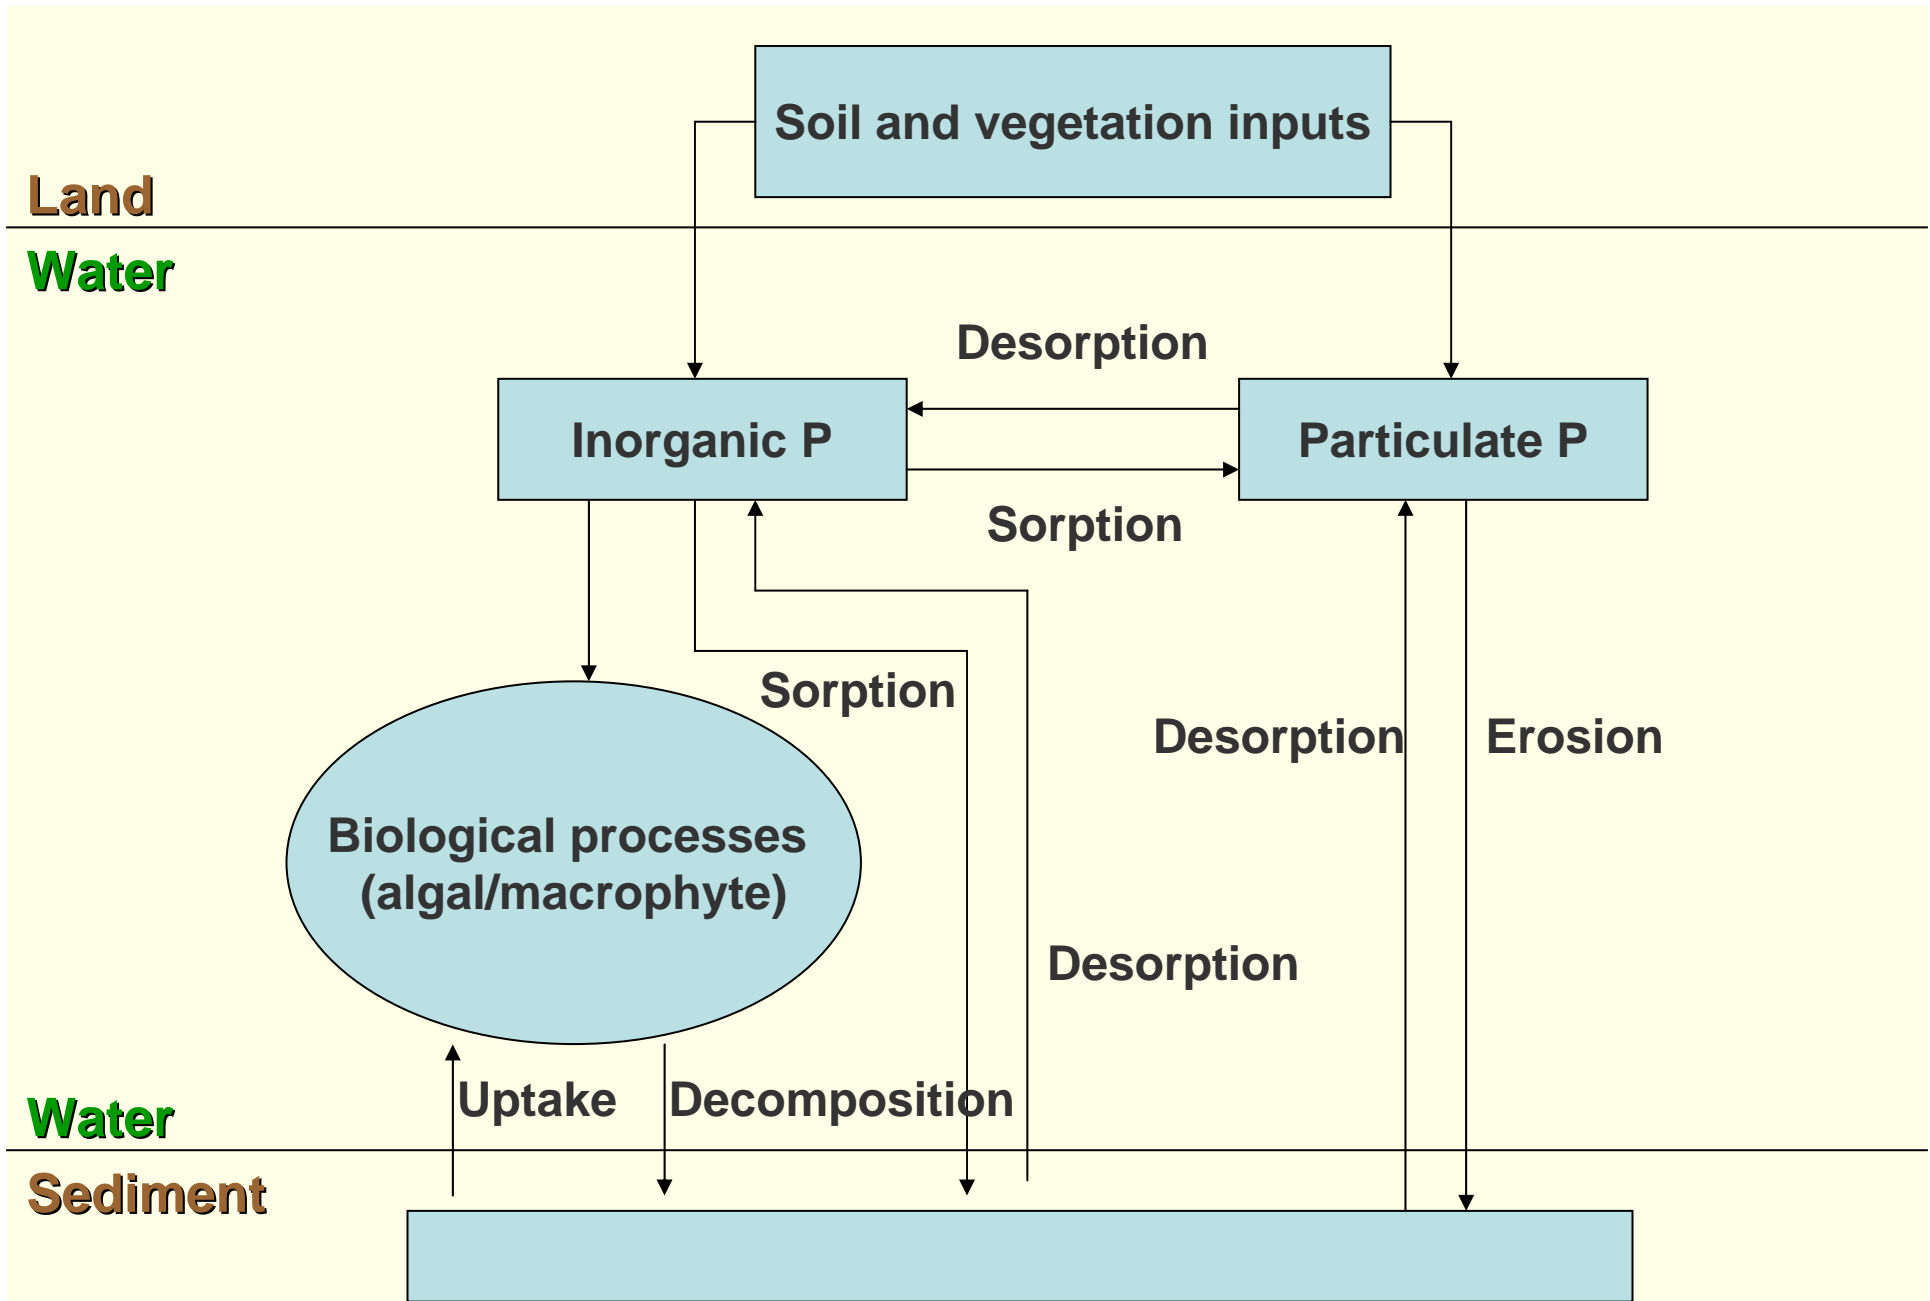 Soil and vegetation inputs
Land
Water
Desorption
Inorganic P
Particulate P
Sorption
Sorption
Desorption
Erosion
Biological processes
(algal/macrophyte)
Desorption
Uptake
Decomposition
Water
Sediment